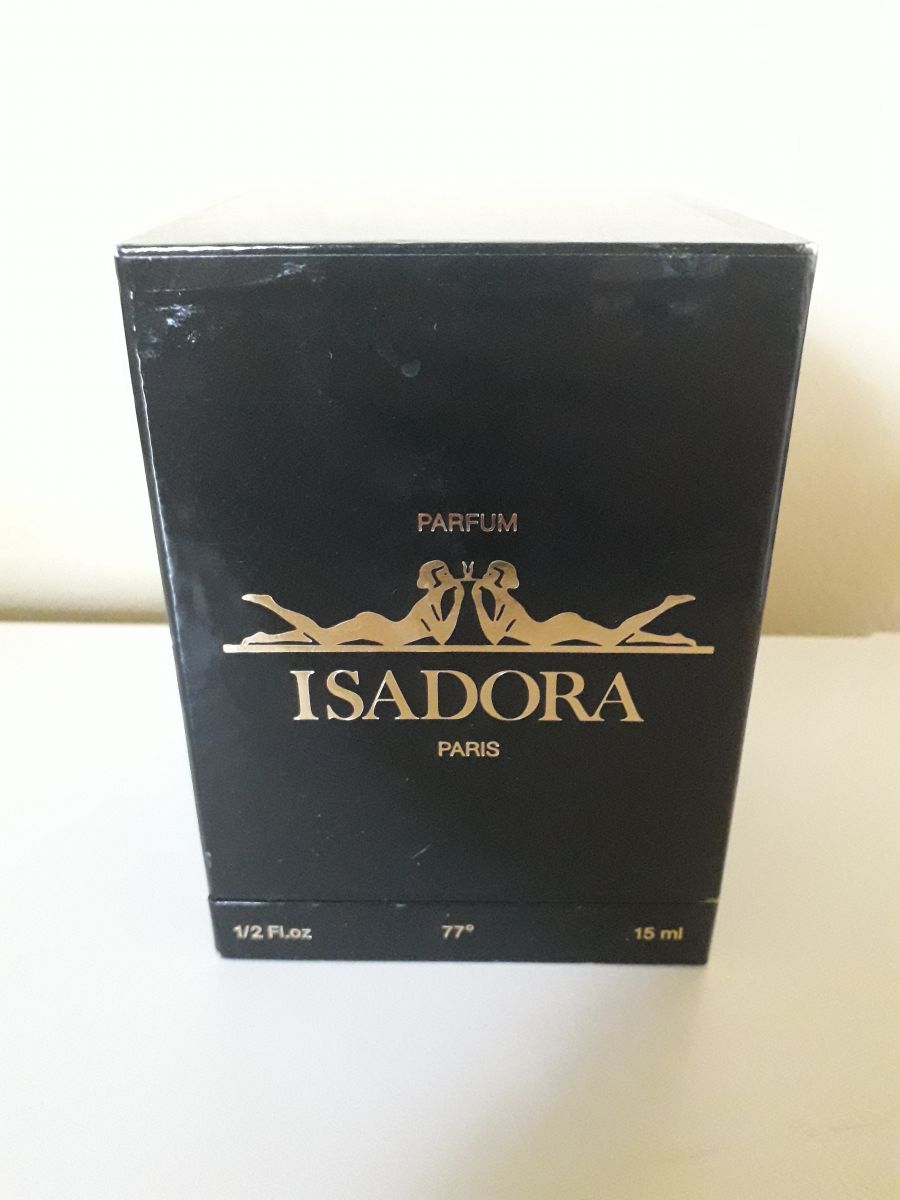 PARFUM
ISADORA
PARIS
1/2 Fl.oz 77° 15 ml